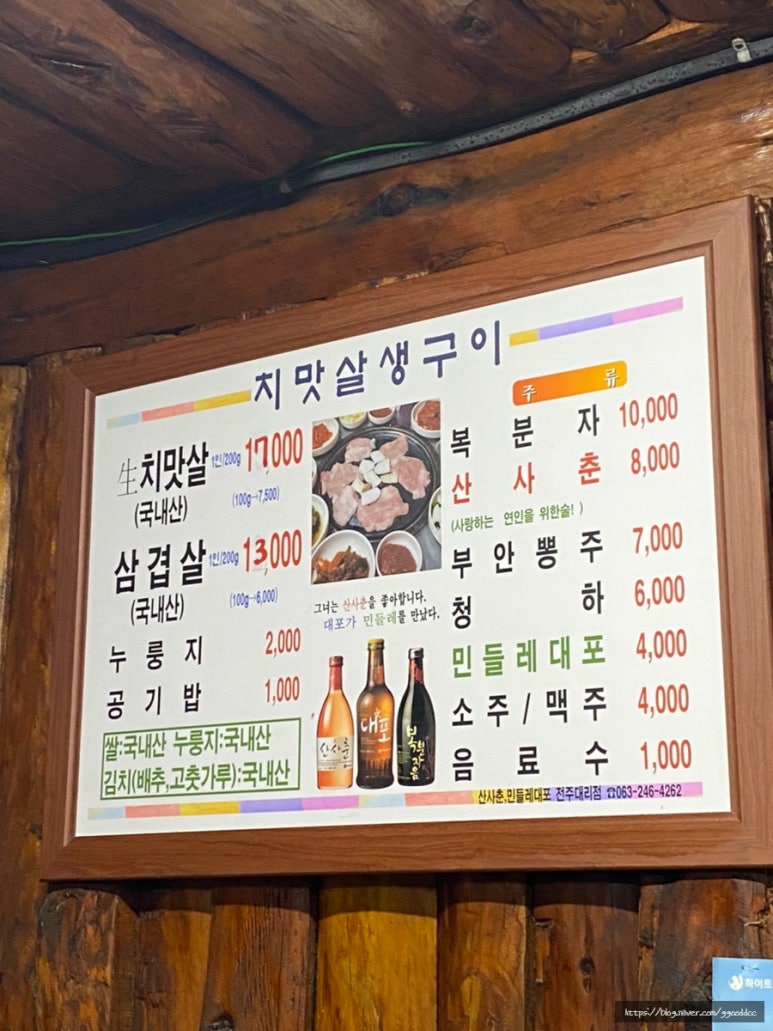 치맛살생구이
生치맛살 1인/200g 17,000
(국내산) (100g→7,500)
삼겹살 1인/200g 13,000
(국내산) (100g→6,000)
누룽지 2,000
공기밥 1,000
쌀:국내산 누룽지:국내산
김치(배추,고춧가루):국내산
그녀는 산사춘을 좋아합니다.
대포가 민들레를 만났다.
산사춘
대포
복분자음
주류
복분자 10,000
산사춘 8,000
(사랑하는 연인을 위한술!)
부안뽕주 7,000
청하 6,000
민들레대포 4,000
소주/맥주 4,000
음료수 1,000
산사춘,민들레대포 전주대리점 ☎063-246-4262
하이트
https://blog.naver.com/ggooddcc